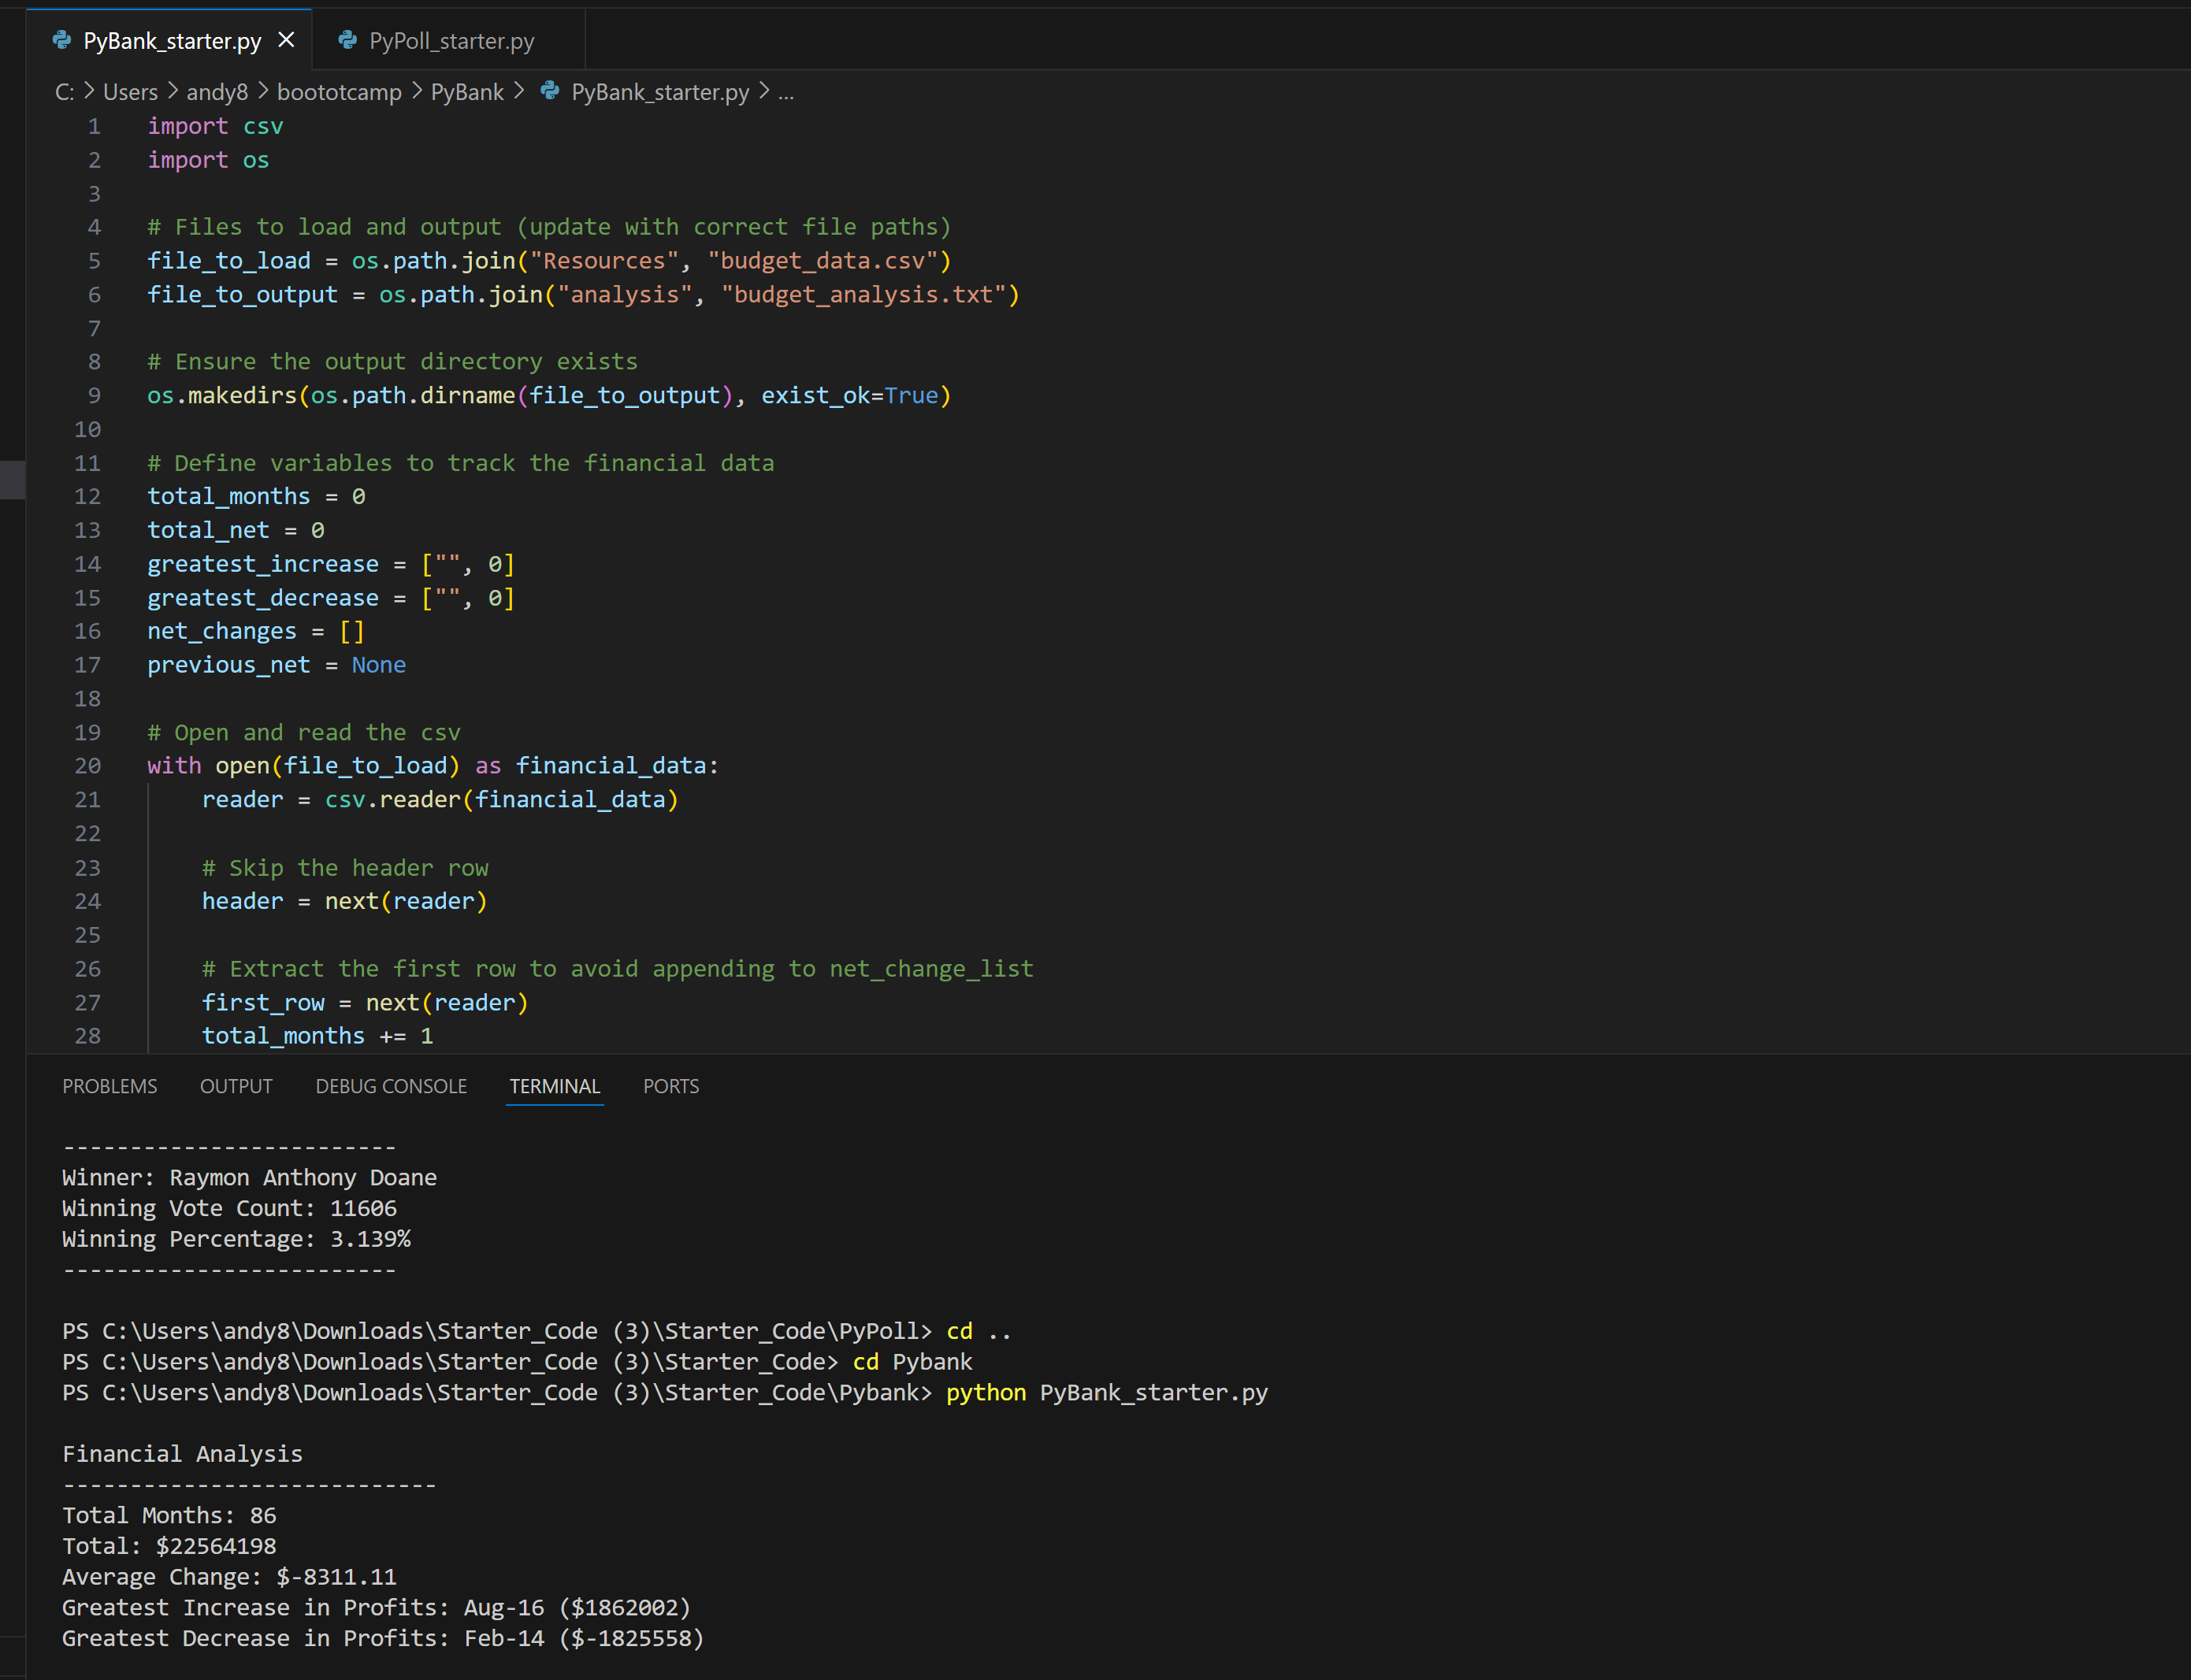 PyBank_starter.py
PyPoll_starter.py
C: > Users > andy8 > boototcamp > PyBank > PyBank_starter.py > ...
1 import csv
2 import os
3
4 # Files to load and output (update with correct file paths)
5 file_to_load = os.path.join("Resources", "budget_data.csv")
6 file_to_output = os.path.join("analysis", "budget_analysis.txt")
7
8 # Ensure the output directory exists
9 os.makedirs(os.path.dirname(file_to_output), exist_ok=True)
10
11 # Define variables to track the financial data
12 total_months = 0
13 total_net = 0
14 greatest_increase = ["", 0]
15 greatest_decrease = ["", 0]
16 net_changes = []
17 previous_net = None
18
19 # Open and read the csv
20 with open(file_to_load) as financial_data:
21     reader = csv.reader(financial_data)
22
23     # Skip the header row
24     header = next(reader)
25
26     # Extract the first row to avoid appending to net_change_list
27     first_row = next(reader)
28     total_months += 1
PROBLEMS OUTPUT DEBUG CONSOLE TERMINAL PORTS
-------------------------
Winner: Raymon Anthony Doane
Winning Vote Count: 11606
Winning Percentage: 3.139%
-------------------------
PS C:\Users\andy8\Downloads\Starter_Code (3)\Starter_Code\PyPoll> cd ..
PS C:\Users\andy8\Downloads\Starter_Code (3)\Starter_Code> cd Pybank
PS C:\Users\andy8\Downloads\Starter_Code (3)\Starter_Code\Pybank> python PyBank_starter.py
Financial Analysis
----------------------------
Total Months: 86
Total: $22564198
Average Change: $-8311.11
Greatest Increase in Profits: Aug-16 ($1862002)
Greatest Decrease in Profits: Feb-14 ($-1825558)